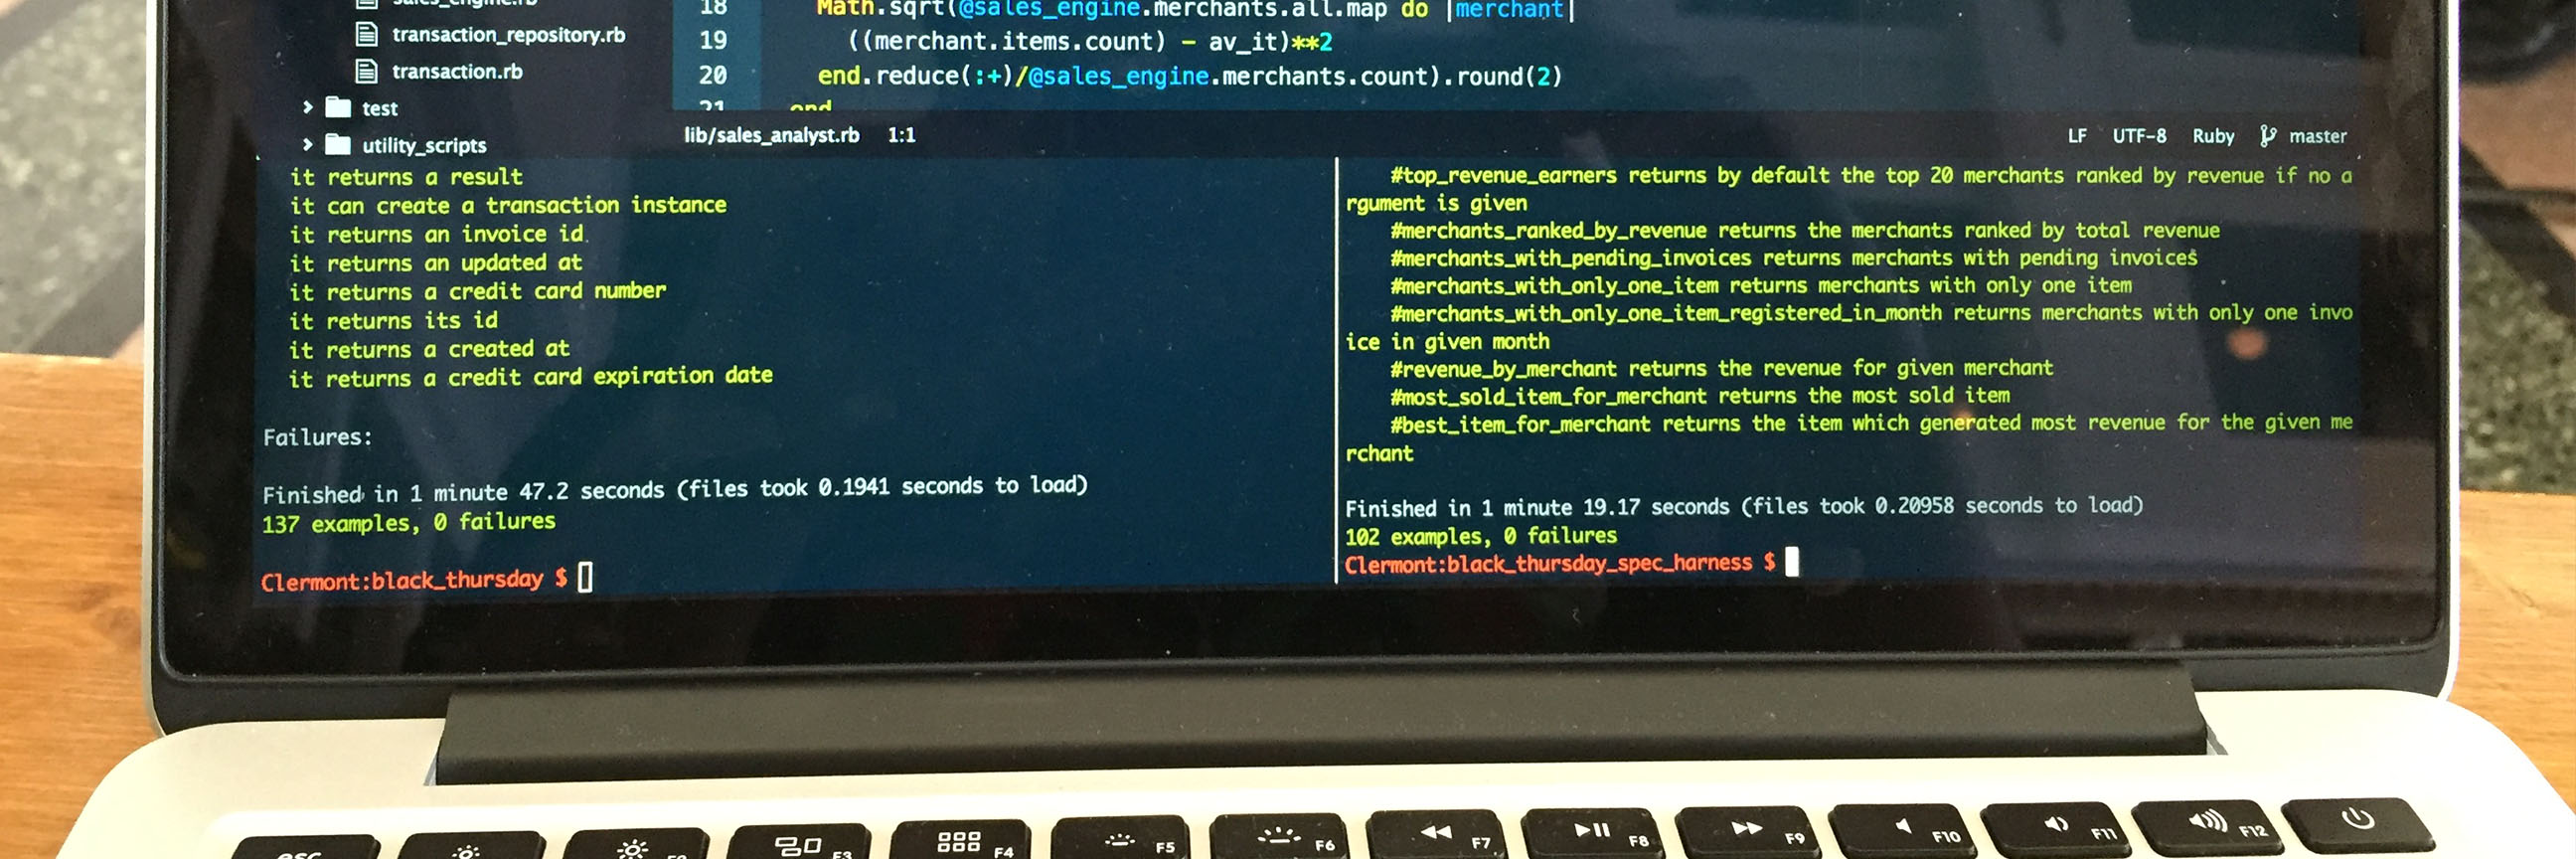 sales_engine.rb
transaction_repository.rb
transaction.rb
test
utility_scripts
18 Math.sqrt(@sales_engine.merchants.all.map do |merchant|
19 ((merchant.items.count) - av_it)**2
20 end.reduce(:+)/@sales_engine.merchants.count).round(2)
21 end
lib/sales_analyst.rb 1:1
LF UTF-8 Ruby master
it returns a result
it can create a transaction instance
it returns an invoice id
it returns an updated at
it returns a credit card number
it returns its id
it returns a created at
it returns a credit card expiration date
Failures:
Finished in 1 minute 47.2 seconds (files took 0.1941 seconds to load)
137 examples, 0 failures
Clermont:black_thursday $
#top_revenue_earners returns by default the top 20 merchants ranked by revenue if no a
rgument is given
#merchants_ranked_by_revenue returns the merchants ranked by total revenue
#merchants_with_pending_invoices returns merchants with pending invoices
#merchants_with_only_one_item returns merchants with only one item
#merchants_with_only_one_item_registered_in_month returns merchants with only one invo
ice in given month
#revenue_by_merchant returns the revenue for given merchant
#most_sold_item_for_merchant returns the most sold item
#best_item_for_merchant returns the item which generated most revenue for the given me
rchant
Finished in 1 minute 19.17 seconds (files took 0.20958 seconds to load)
102 examples, 0 failures
Clermont:black_thursday_spec_harness $
esc F2 F3 F4 F5 F6 F7 F8 F9 F10 F11 F12